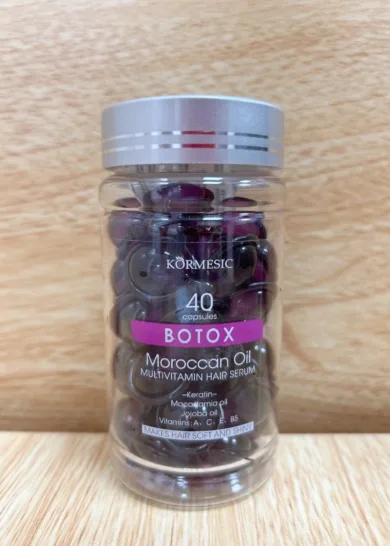 KORMESIC
40
capsules
BOTOX
Moroccan Oil
MULTIVITAMIN HAIR SERUM
–Keratin–
Macadamia oil
Jojoba oil
Vitamins: A、C、E、B5
MAKES HAIR SOFT AND SHINY